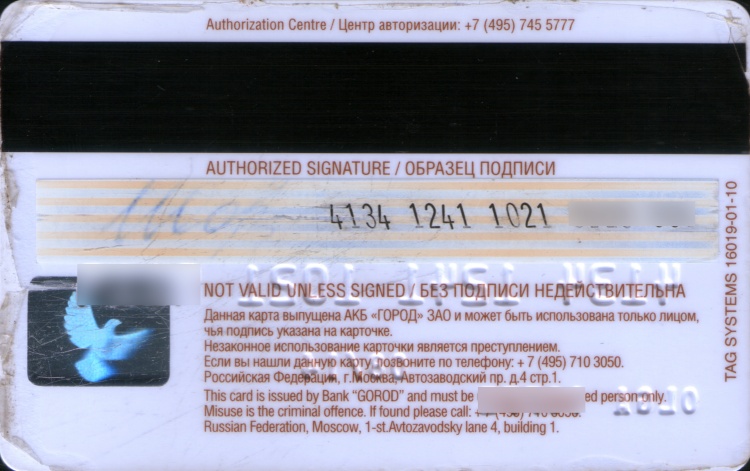 Authorization Centre / Центр авторизации: +7 (495) 745 5777
AUTHORIZED SIGNATURE / ОБРАЗЕЦ ПОДПИСИ
4134 1241 1021
NOT VALID UNLESS SIGNED / БЕЗ ПОДПИСИ НЕДЕЙСТВИТЕЛЬНА
Данная карта выпущена АКБ «ГОРОД» ЗАО и может быть использована только лицом,
чья подпись указана на карточке.
Незаконное использование карточки является преступлением.
Если вы нашли данную карту, позвоните по телефону: + 7 (495) 710 3050.
Российская Федерация, г.Москва, Автозаводский пр. д.4 стр.1.
This card is issued by Bank “GOROD” and must be ed person only.
Misuse is the criminal offence. If found please call:
Russian Federation, Moscow, 1-st.Avtozavodsky lane 4, building 1.
TAG SYSTEMS 16019-01-10